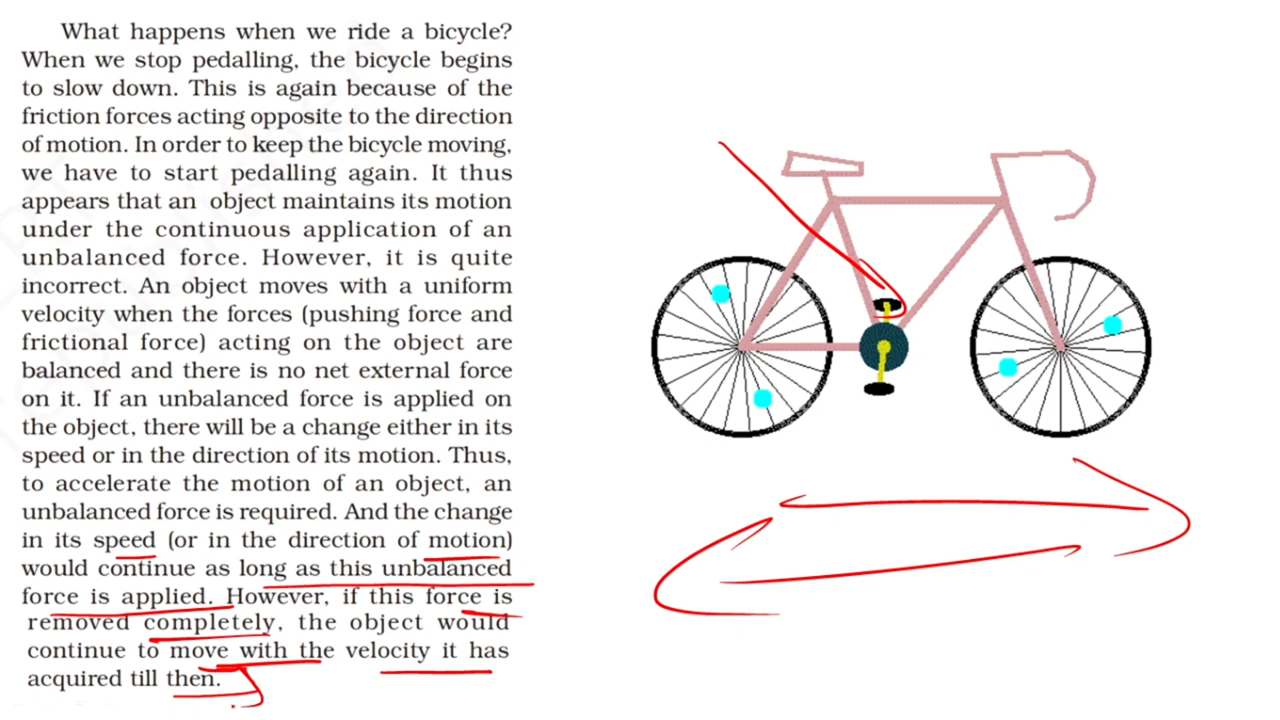 What happens when we ride a bicycle?
When we stop pedalling, the bicycle begins
to slow down. This is again because of the
friction forces acting opposite to the direction
of motion. In order to keep the bicycle moving,
we have to start pedalling again. It thus
appears that an object maintains its motion
under the continuous application of an
unbalanced force. However, it is quite
incorrect. An object moves with a uniform
velocity when the forces (pushing force and
frictional force) acting on the object are
balanced and there is no net external force
on it. If an unbalanced force is applied on
the object, there will be a change either in its
speed or in the direction of its motion. Thus,
to accelerate the motion of an object, an
unbalanced force is required. And the change
in its speed (or in the direction of motion)
would continue as long as this unbalanced
force is applied. However, if this force is
removed completely, the object would
continue to move with the velocity it has
acquired till then.